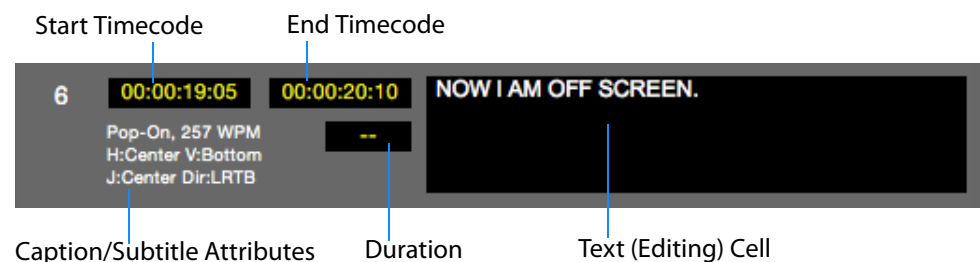 Start Timecode End Timecode
6 00:00:19:05 00:00:20:10 NOW I AM OFF SCREEN.
Pop-On, 257 WPM --
H:Center V:Bottom
J:Center Dir:LRTB
Caption/Subtitle Attributes Duration Text (Editing) Cell